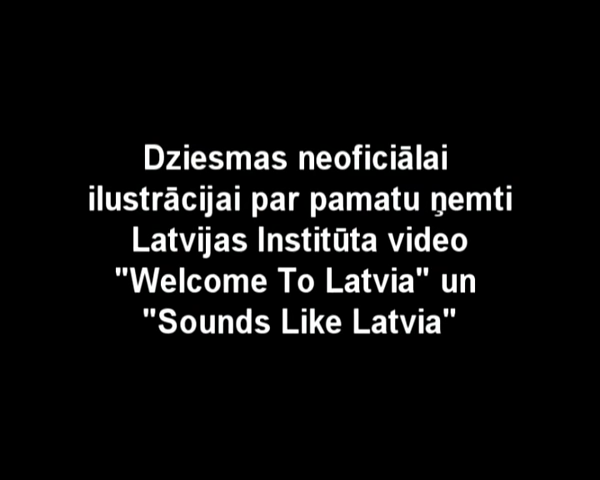 Dziesmas neoficiālai
ilustrācijai par pamatu ņemti
Latvijas Institūta video
"Welcome To Latvia" un
"Sounds Like Latvia"